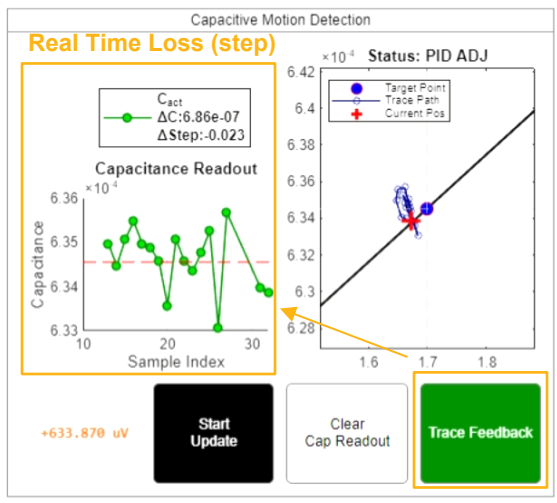 Capacitive Motion Detection
Real Time Loss (step)
C_act
ΔC:6.86e-07
ΔStep:-0.023
Capacitance Readout
×10⁻⁴
6.36
6.35
6.34
6.33
Capacitance
10
20
30
Sample Index
Status: PID ADJ
×10⁻⁴
6.42
6.4
6.38
6.36
6.34
6.32
6.3
6.28
1.6
1.7
1.8
Target Point
Trace Path
Current Pos
+633.870 uV
Start
Update
Clear
Cap Readout
Trace Feedback